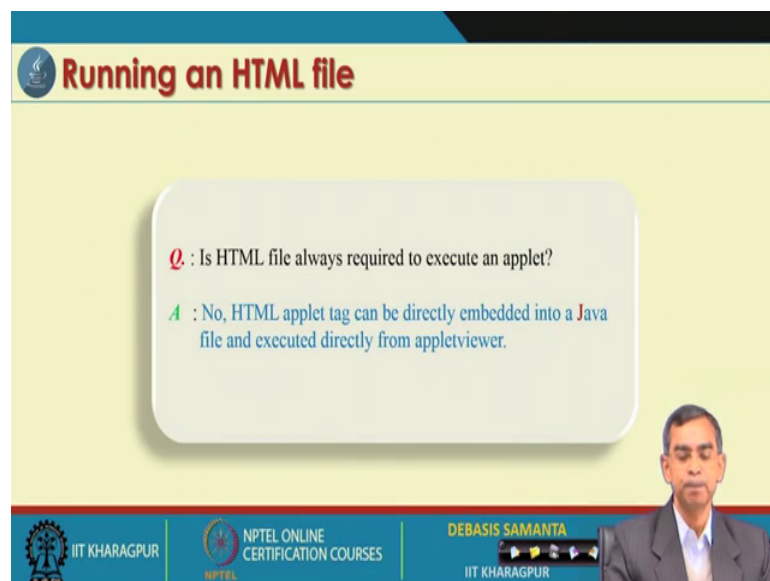 Running an HTML file
Q. : Is HTML file always required to execute an applet?
A : No, HTML applet tag can be directly embedded into a Java
file and executed directly from appletviewer.
IIT KHARAGPUR
NPTEL
NPTEL ONLINE
CERTIFICATION COURSES
DEBASIS SAMANTA
IIT KHARAGPUR